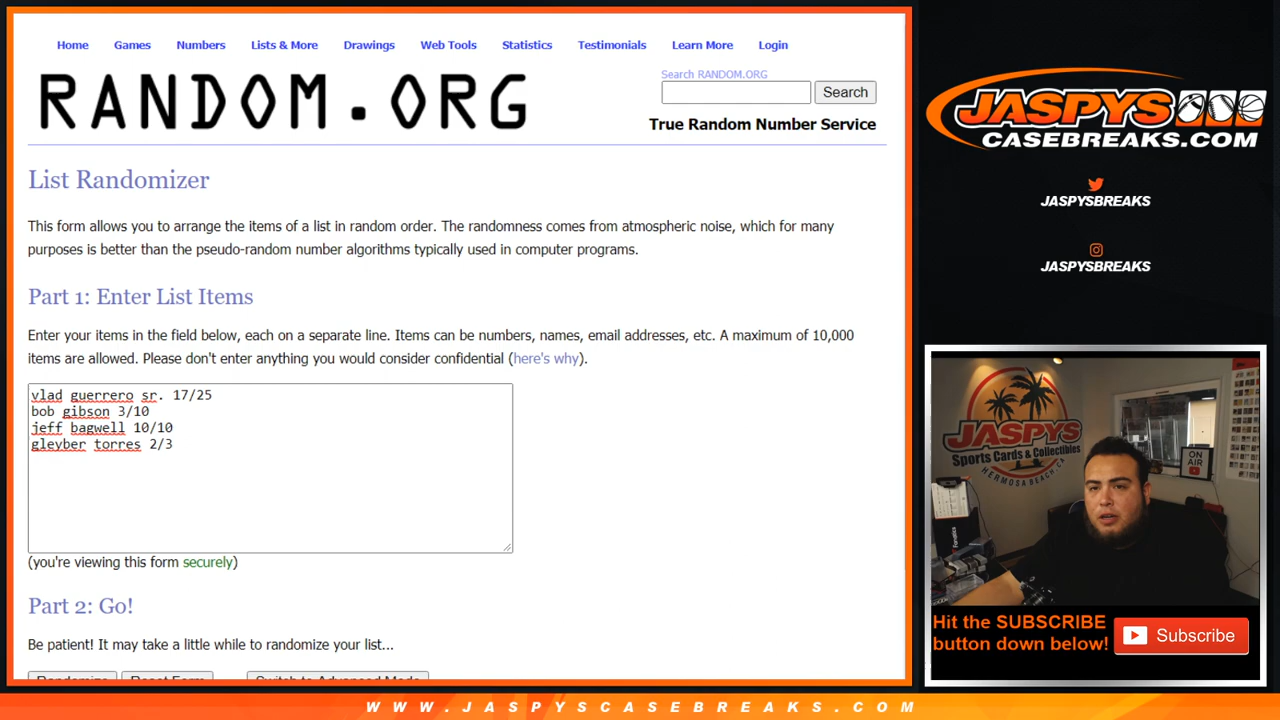 Home Games Numbers Lists & More Drawings Web Tools Statistics Testimonials Learn More Login
RANDOM.ORG
Search RANDOM.ORG
Search
True Random Number Service
List Randomizer
This form allows you to arrange the items of a list in random order. The randomness comes from atmospheric noise, which for many
purposes is better than the pseudo-random number algorithms typically used in computer programs.
Part 1: Enter List Items
Enter your items in the field below, each on a separate line. Items can be numbers, names, email addresses, etc. A maximum of 10,000
items are allowed. Please don't enter anything you would consider confidential (here's why).
vlad guerrero sr. 17/25
bob gibson 3/10
jeff bagwell 10/10
gleyber torres 2/3
(you're viewing this form securely)
Part 2: Go!
Be patient! It may take a little while to randomize your list...
Randomize Reset Form Switch to Advanced Mode
JASPYS
CASEBREAKS.COM
JASPYSBREAKS
JASPYSBREAKS
JASPYS
Sports Cards & Collectibles
HERMOSA BEACH, CA
ON AIR
Fanatics
Hit the SUBSCRIBE
button down below!
Subscribe
WWW.JASPYSCASEBREAKS.COM